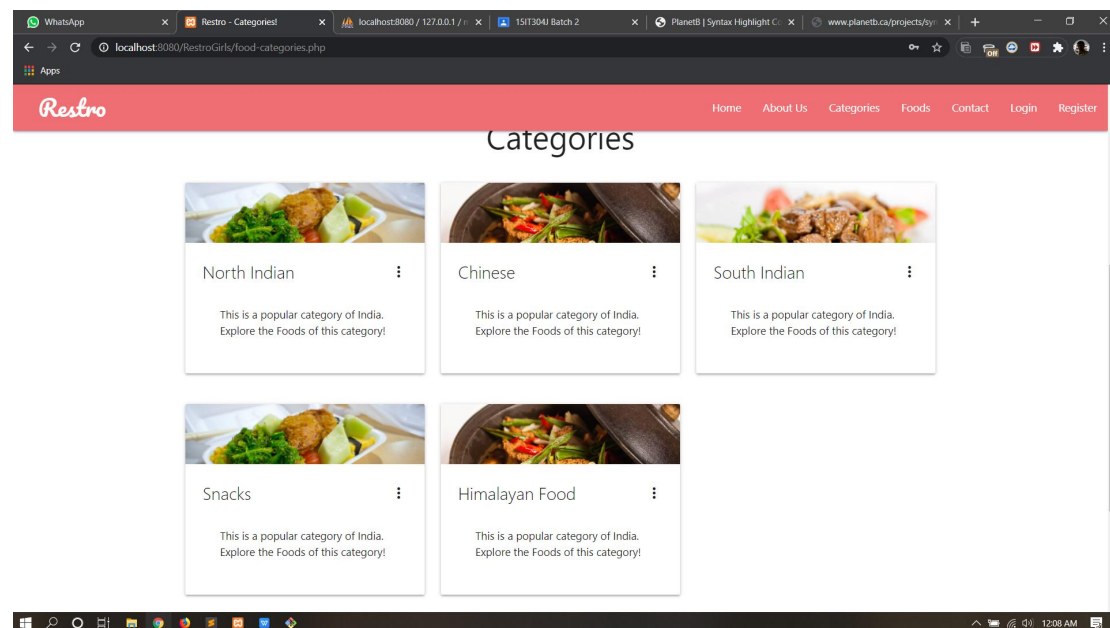 WhatsApp
Restro - Categories!
localhost:8080 / 127.0.0.1 / n
15IT304J Batch 2
PlanetB | Syntax Highlight Co
www.planetb.ca/projects/syn
localhost:8080/RestroGirls/food-categories.php
Off
Apps
Restro
Home About Us Categories Foods Contact Login Register
Categories
North Indian
This is a popular category of India.
Explore the Foods of this category!
Chinese
This is a popular category of India.
Explore the Foods of this category!
South Indian
This is a popular category of India.
Explore the Foods of this category!
Snacks
This is a popular category of India.
Explore the Foods of this category!
Himalayan Food
This is a popular category of India.
Explore the Foods of this category!
12:08 AM